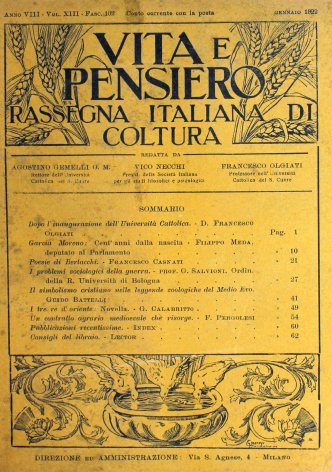 ANNO VIII - VOL. XIII - FASC. 102 Conto corrente con la posta GENNAIO 1922
VITA E
PENSIERO
RASSEGNA ITALIANA DI
COLTURA
REDATTA DA
AGOSTINO GEMELLI O. M. - VICO NECCHI FRANCESCO OLGIATI
Rettore dell'Università Presid. della Società Italiana Professore nell'Università
Cattolica del S. Cuore per gli studi filosofici e psicologici Cattolica del S. Cuore
SOMMARIO
Dopo l'inaugurazione dell'Università Cattolica. - D. FRANCESCO
OLGIATI Pag. 1
Garcia Moreno. Cent'anni dalla nascita - FILIPPO MEDA,
deputato al Parlamento 10
Poesie di Bertacchi. - FRANCESCO CASNATI 21
I problemi sociologici della guerra. - PROF. G. SALVIONI, Ordin.
della R. Università di Bologna 27
Il simbolismo cristiano nelle leggende zoologiche del Medio Evo.
GUIDO BATTELLI 41
I tre re d'oriente. Novella. - G. CALABRITTO 49
Un contratto agrario medioevale che risorge. - F. PERGOLESI 54
Pubblicazioni recentissime. - INDEX 60
Consigli del libraio. - LECTOR 62
DIREZIONE ED AMMINISTRAZIONE: Via S. Agnese, 4 - MILANO